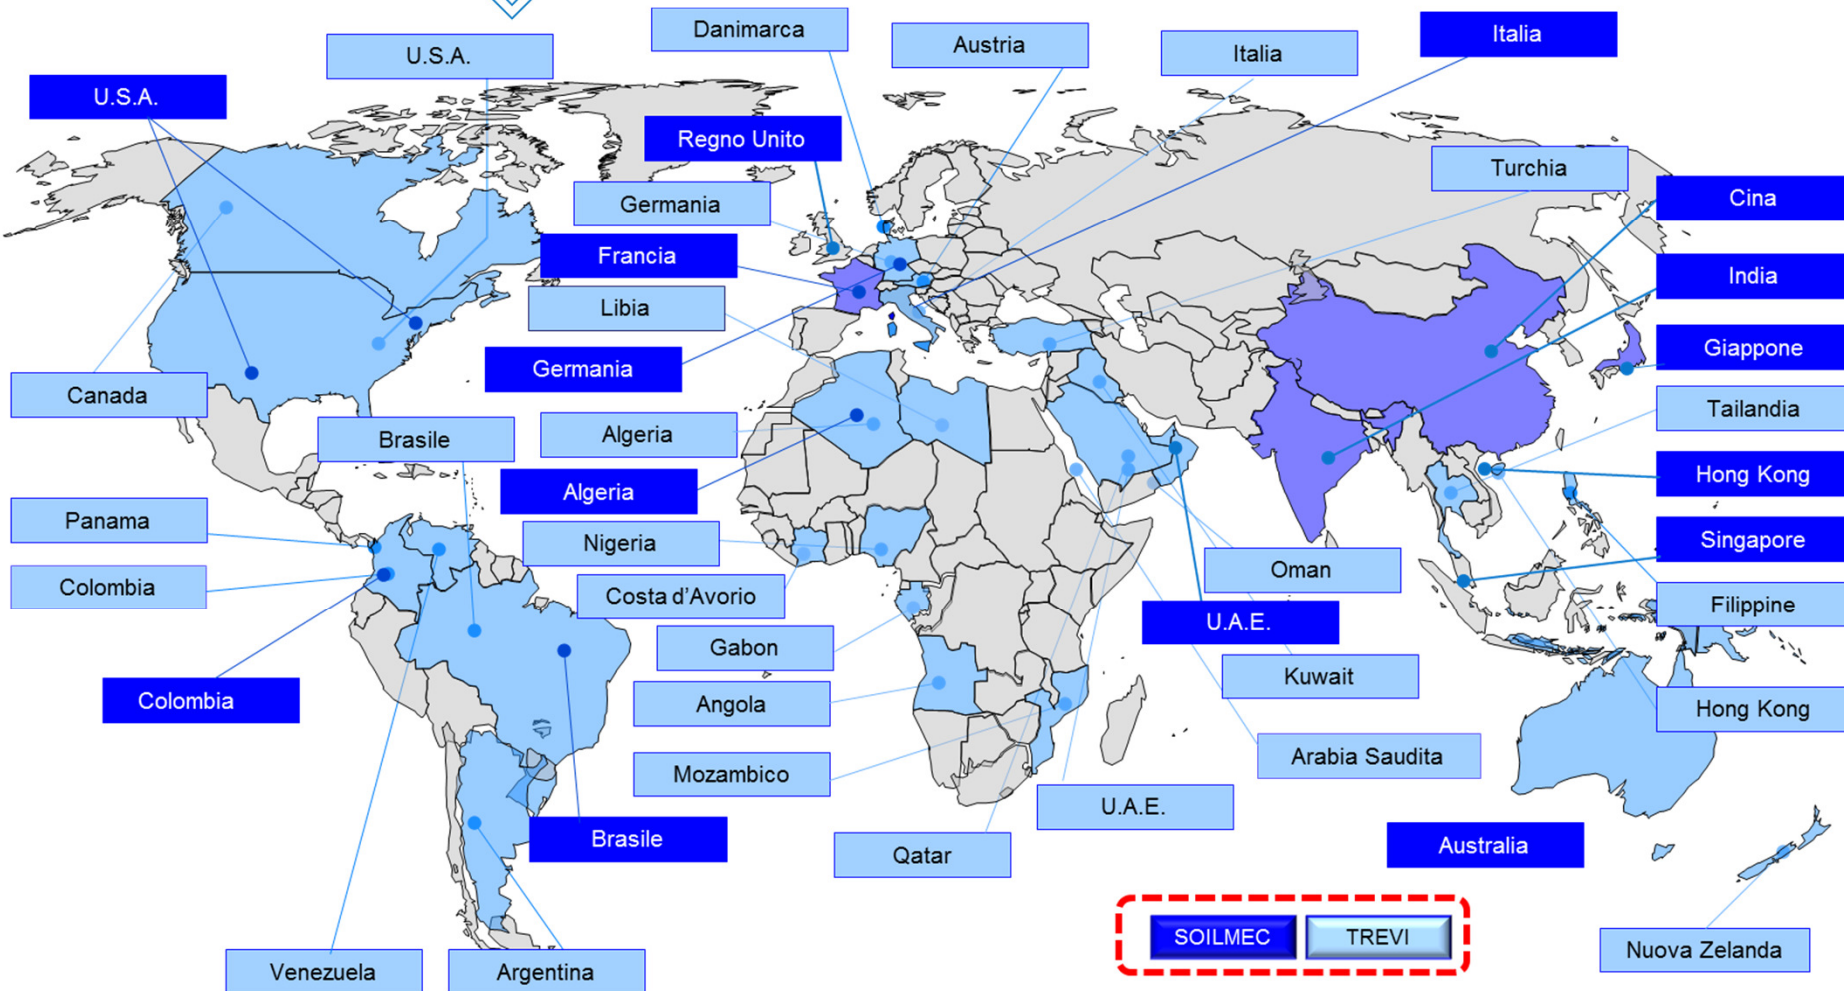 Danimarca
Italia
U.S.A.
Austria
Italia
U.S.A.
Regno Unito
Turchia
Germania
Cina
Francia
India
Libia
Giappone
Germania
Canada
Tailandia
Brasile
Algeria
Algeria
Hong Kong
Panama
Nigeria
Singapore
Oman
Colombia
Costa d'Avorio
Filippine
U.A.E.
Gabon
Kuwait
Colombia
Angola
Hong Kong
Arabia Saudita
Mozambico
U.A.E.
Brasile
Qatar
Australia
SOILMEC
TREVI
Nuova Zelanda
Venezuela
Argentina